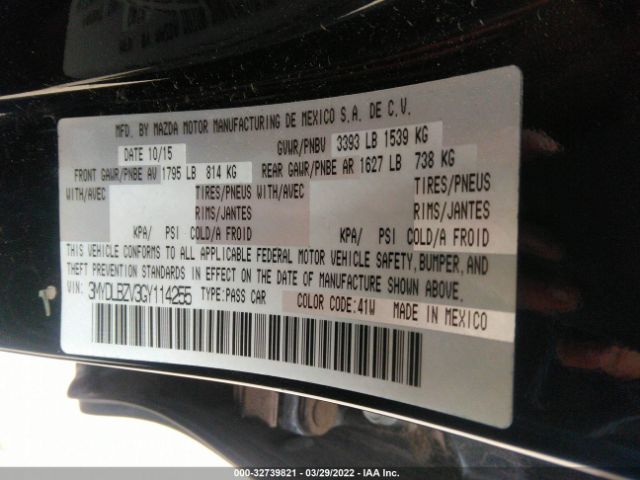 MFD. BY MAZDA MOTOR MANUFACTURING DE MEXICO S.A. DE C.V.
DATE 10/15 GVWR/PNBV 3393 LB 1539 KG
FRONT GAWR/PNBE AV 1795 LB 814 KG REAR GAWR/PNBE AR 1627 LB 738 KG
WITH/AVEC TIRES/PNEUS WITH/AVEC TIRES/PNEUS
RIMS/JANTES RIMS/JANTES
KPA/ PSI COLD/A FROID KPA/ PSI COLD/A FROID
THIS VEHICLE CONFORMS TO ALL APPLICABLE FEDERAL MOTOR VEHICLE SAFETY, BUMPER, AND
THEFT PREVENTION STANDARDS IN EFFECT ON THE DATE OF MANUFACTURE SHOWN ABOVE.
VIN: 3MYDLBZV3GY114255 TYPE:PASS CAR COLOR CODE:41W MADE IN MEXICO
000-32739821 - 03/29/2022 - IAA Inc.